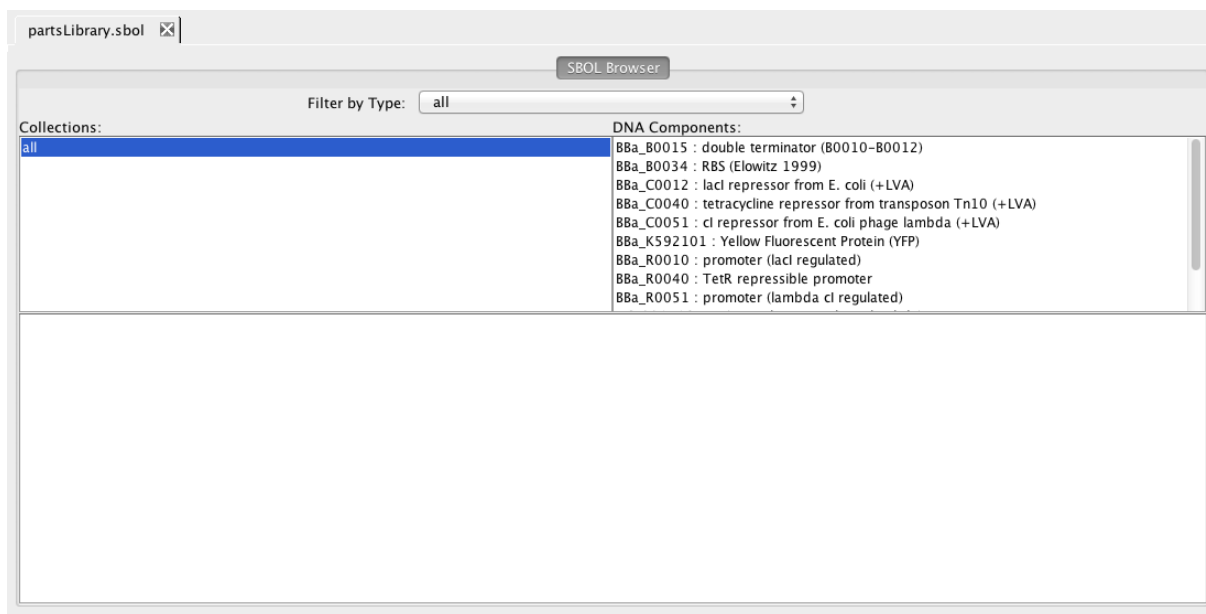 partsLibrary.sbol
SBOL Browser
Filter by Type: all
Collections:
all
DNA Components:
BBa_B0015 : double terminator (B0010-B0012)
BBa_B0034 : RBS (Elowitz 1999)
BBa_C0012 : lacI repressor from E. coli (+LVA)
BBa_C0040 : tetracycline repressor from transposon Tn10 (+LVA)
BBa_C0051 : cI repressor from E. coli phage lambda (+LVA)
BBa_K592101 : Yellow Fluorescent Protein (YFP)
BBa_R0010 : promoter (lacI regulated)
BBa_R0040 : TetR repressible promoter
BBa_R0051 : promoter (lambda cI regulated)